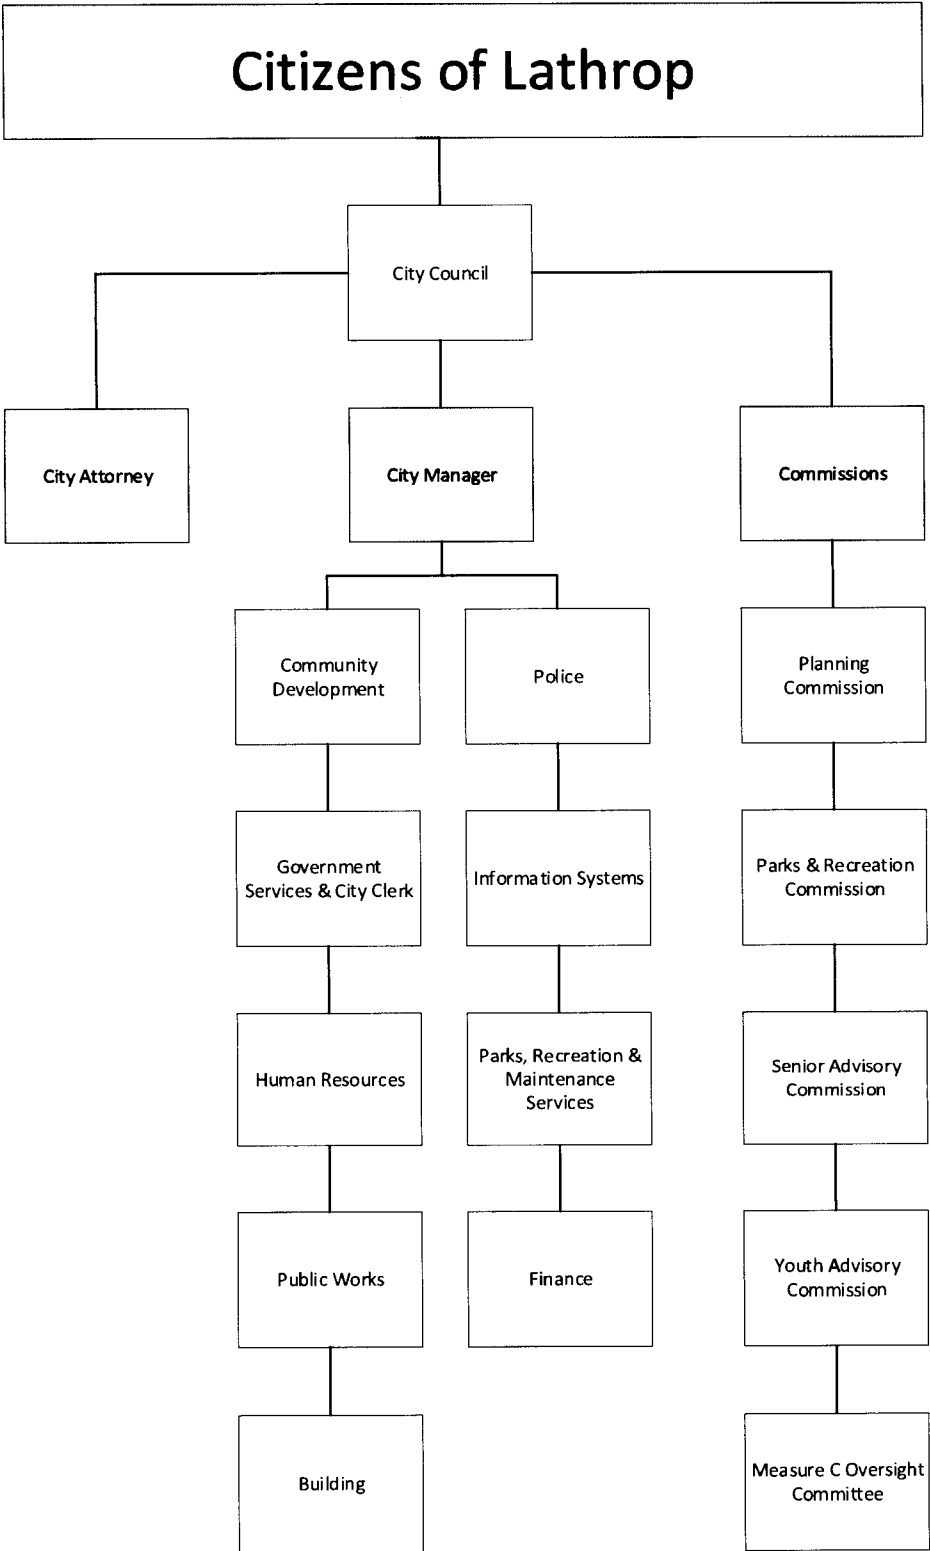 Citizens of Lathrop
City Council
City Attorney
City Manager
Commissions
Community
Development
Police
Planning
Commission
Government
Services & City Clerk
Information Systems
Parks & Recreation
Commission
Human Resources
Parks, Recreation &
Maintenance
Services
Senior Advisory
Commission
Public Works
Finance
Youth Advisory
Commission
Building
Measure C Oversight
Committee